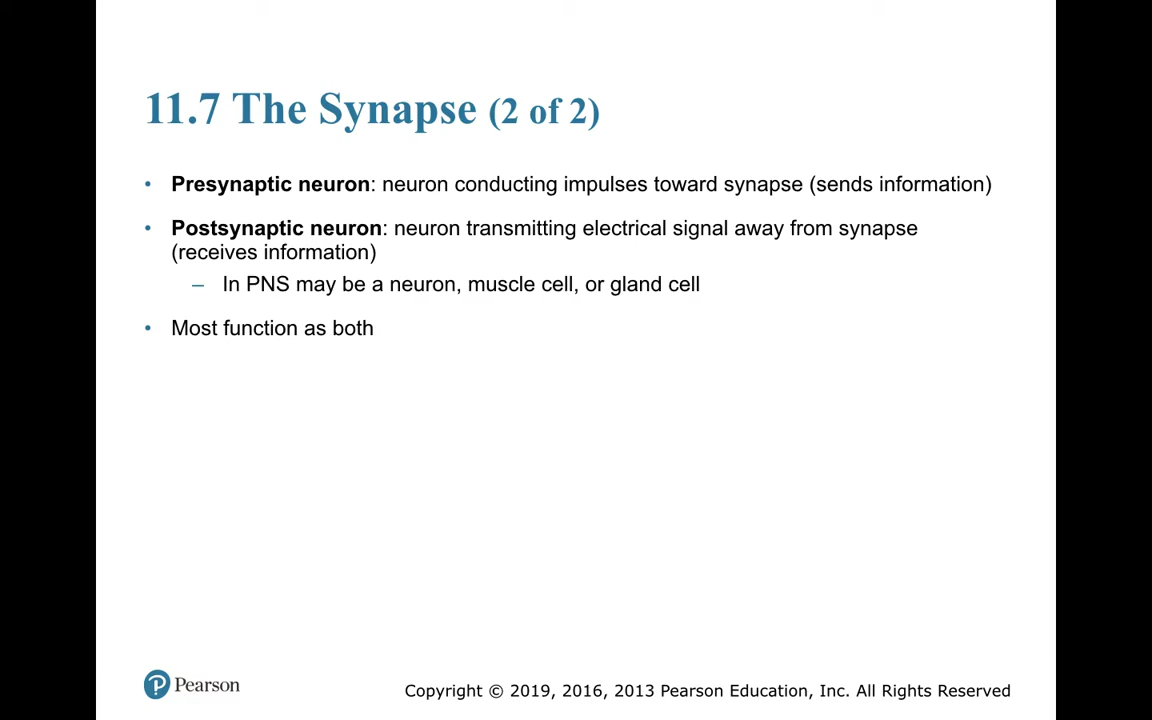 11.7 The Synapse (2 of 2)
• Presynaptic neuron: neuron conducting impulses toward synapse (sends information)
• Postsynaptic neuron: neuron transmitting electrical signal away from synapse
(receives information)
– In PNS may be a neuron, muscle cell, or gland cell
• Most function as both
Pearson
Copyright © 2019, 2016, 2013 Pearson Education, Inc. All Rights Reserved